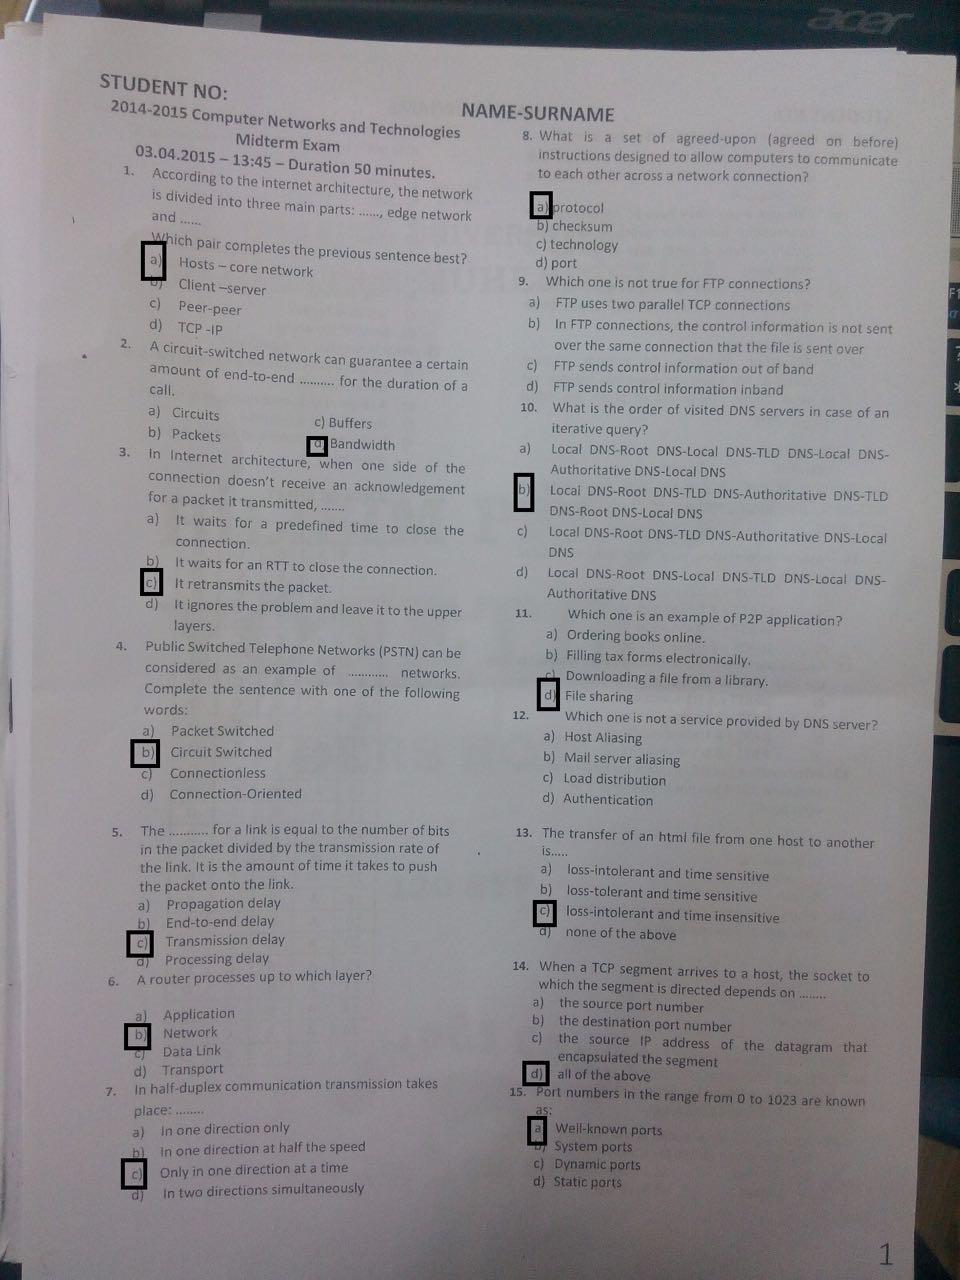 acer
STUDENT NO:
NAME-SURNAME
2014-2015 Computer Networks and Technologies
Midterm Exam
03.04.2015 – 13:45 – Duration 50 minutes.
1. According to the internet architecture, the network
is divided into three main parts: ......, edge network
and ......
Which pair completes the previous sentence best?
a) Hosts – core network
b) Client –server
c) Peer-peer
d) TCP -IP
2. A circuit-switched network can guarantee a certain
amount of end-to-end .......... for the duration of a
call.
a) Circuits
c) Buffers
b) Packets
d) Bandwidth
3. In Internet architecture, when one side of the
connection doesn't receive an acknowledgement
for a packet it transmitted, .......
a) It waits for a predefined time to close the
connection.
b) It waits for an RTT to close the connection.
c) It retransmits the packet.
d) It ignores the problem and leave it to the upper
layers.
4. Public Switched Telephone Networks (PSTN) can be
considered as an example of ............ networks.
Complete the sentence with one of the following
words:
a) Packet Switched
b) Circuit Switched
c) Connectionless
d) Connection-Oriented
5. The .......... for a link is equal to the number of bits
in the packet divided by the transmission rate of
the link. It is the amount of time it takes to push
the packet onto the link.
a) Propagation delay
b) End-to-end delay
c) Transmission delay
d) Processing delay
6. A router processes up to which layer?
a) Application
b) Network
c) Data Link
d) Transport
7. In half-duplex communication transmission takes
place: ........
a) In one direction only
b) In one direction at half the speed
c) Only in one direction at a time
d) In two directions simultaneously
8. What is a set of agreed-upon (agreed on before)
instructions designed to allow computers to communicate
to each other across a network connection?
a) protocol
b) checksum
c) technology
d) port
9. Which one is not true for FTP connections?
a) FTP uses two parallel TCP connections
b) In FTP connections, the control information is not sent
over the same connection that the file is sent over
c) FTP sends control information out of band
d) FTP sends control information inband
10. What is the order of visited DNS servers in case of an
iterative query?
a) Local DNS-Root DNS-Local DNS-TLD DNS-Local DNS-
Authoritative DNS-Local DNS
b) Local DNS-Root DNS-TLD DNS-Authoritative DNS-TLD
DNS-Root DNS-Local DNS
c) Local DNS-Root DNS-TLD DNS-Authoritative DNS-Local
DNS
d) Local DNS-Root DNS-Local DNS-TLD DNS-Local DNS-
Authoritative DNS
11. Which one is an example of P2P application?
a) Ordering books online.
b) Filling tax forms electronically.
c) Downloading a file from a library.
d) File sharing
12. Which one is not a service provided by DNS server?
a) Host Aliasing
b) Mail server aliasing
c) Load distribution
d) Authentication
13. The transfer of an html file from one host to another
is.....
a) loss-intolerant and time sensitive
b) loss-tolerant and time sensitive
c) loss-intolerant and time insensitive
d) none of the above
14. When a TCP segment arrives to a host, the socket to
which the segment is directed depends on ........
a) the source port number
b) the destination port number
c) the source IP address of the datagram that
encapsulated the segment
d) all of the above
15. Port numbers in the range from 0 to 1023 are known
as:
a Well-known ports
b) System ports
c) Dynamic ports
d) Static ports
1